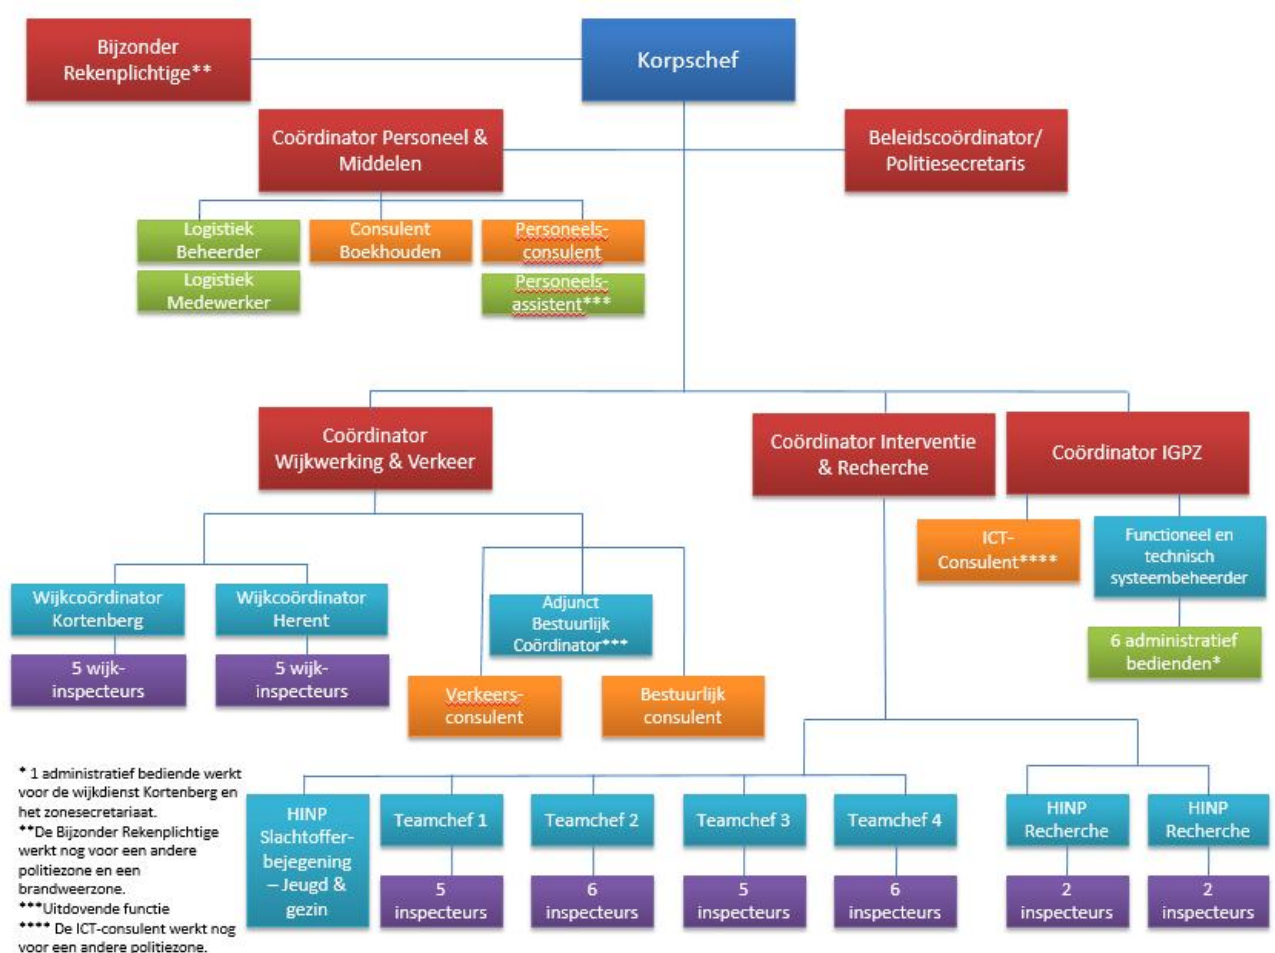 Bijzonder
Rekenplichtige**
Korpschef
Coördinator Personeel &
Middelen
Beleidscoördinator/
Politiesecretaris
Logistiek
Beheerder
Consulent
Boekhouden
Personeels-
consulent
Logistiek
Medewerker
Personeels-
assistent***
Coördinator
Wijkwerking & Verkeer
Coördinator Interventie
& Recherche
Coördinator IGPZ
ICT-
Consulent****
Functioneel en
technisch
systeembeheerder
6 administratief
bedienden*
Wijkcoördinator
Kortenberg
Wijkcoördinator
Herent
Adjunct
Bestuurlijk
Coördinator***
5 wijk-
inspecteurs
5 wijk-
inspecteurs
Verkeers-
consulent
Bestuurlijk
consulent
HINP
Slachtoffer-
bejegening
– Jeugd &
gezin
Teamchef 1
Teamchef 2
Teamchef 3
Teamchef 4
HINP
Recherche
HINP
Recherche
5
inspecteurs
6
inspecteurs
5
inspecteurs
6
inspecteurs
2
inspecteurs
2
inspecteurs
* 1 administratief bediende werkt
voor de wijkdienst Kortenberg en
het zonesecretariaat.
**De Bijzonder Rekenplichtige
werkt nog voor een andere
politiezone en een
brandweerzone.
***Uitdovende functie
**** De ICT-consulent werkt nog
voor een andere politiezone.